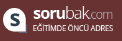 S sorubak.com
EĞİTİMDE ÖNCÜ ADRES